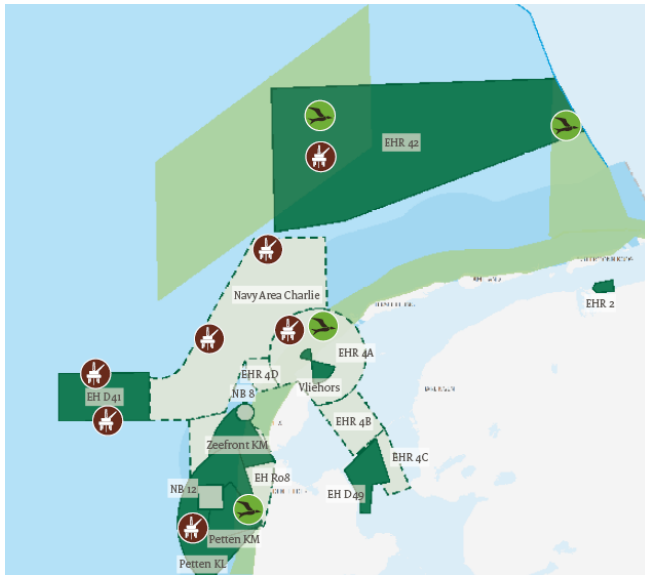 EHR 42
Navy Area Charlie
EHR 2
EHR 4A
EHR 4D
Vliehors
EH D41
NB 8
EHR 4B
Zeefront KM
EHR 4C
EH R08
NB 12
EH D49
Petten KM
Petten KL